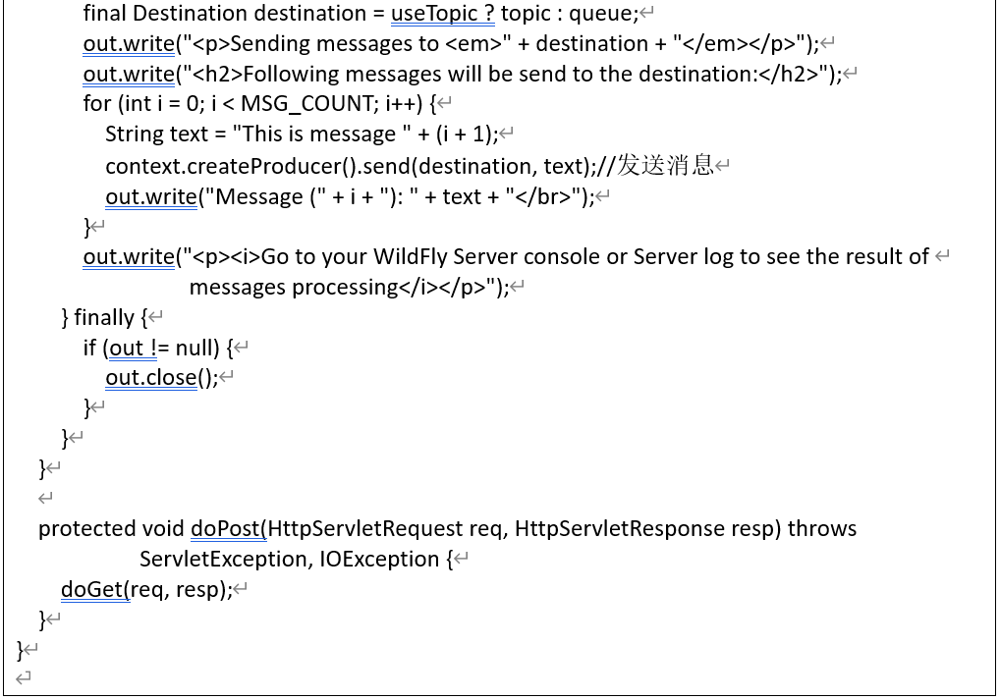 final Destination destination = useTopic ? topic : queue;↵
out.write("<p>Sending messages to <em>" + destination + "</em></p>");↵
out.write("<h2>Following messages will be send to the destination:</h2>");↵
for (int i = 0; i < MSG_COUNT; i++) {↵
String text = "This is message " + (i + 1);↵
context.createProducer().send(destination, text);//发送消息↵
out.write("Message (" + i + "): " + text + "</br>");↵
}↵
out.write("<p><i>Go to your WildFly Server console or Server log to see the result of ↵
messages processing</i></p>");↵
} finally {↵
if (out != null) {↵
out.close();↵
}↵
}↵
}↵
↵
protected void doPost(HttpServletRequest req, HttpServletResponse resp) throws
ServletException, IOException {↵
doGet(req, resp);↵
}↵
}↵
↵